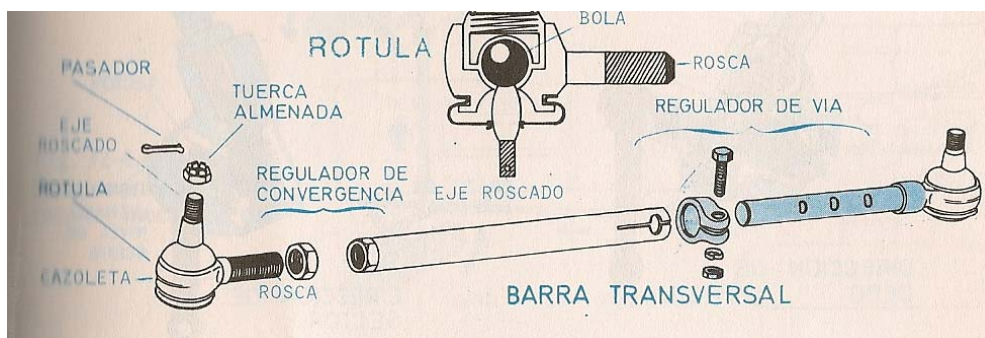 BOLA
ROTULA
ROSCA
PASADOR
TUERCA
ALMENADA
REGULADOR DE VIA
EJE
ROSCADO
ROTULA
REGULADOR DE
CONVERGENCIA
EJE ROSCADO
CAZOLETA
ROSCA
BARRA TRANSVERSAL